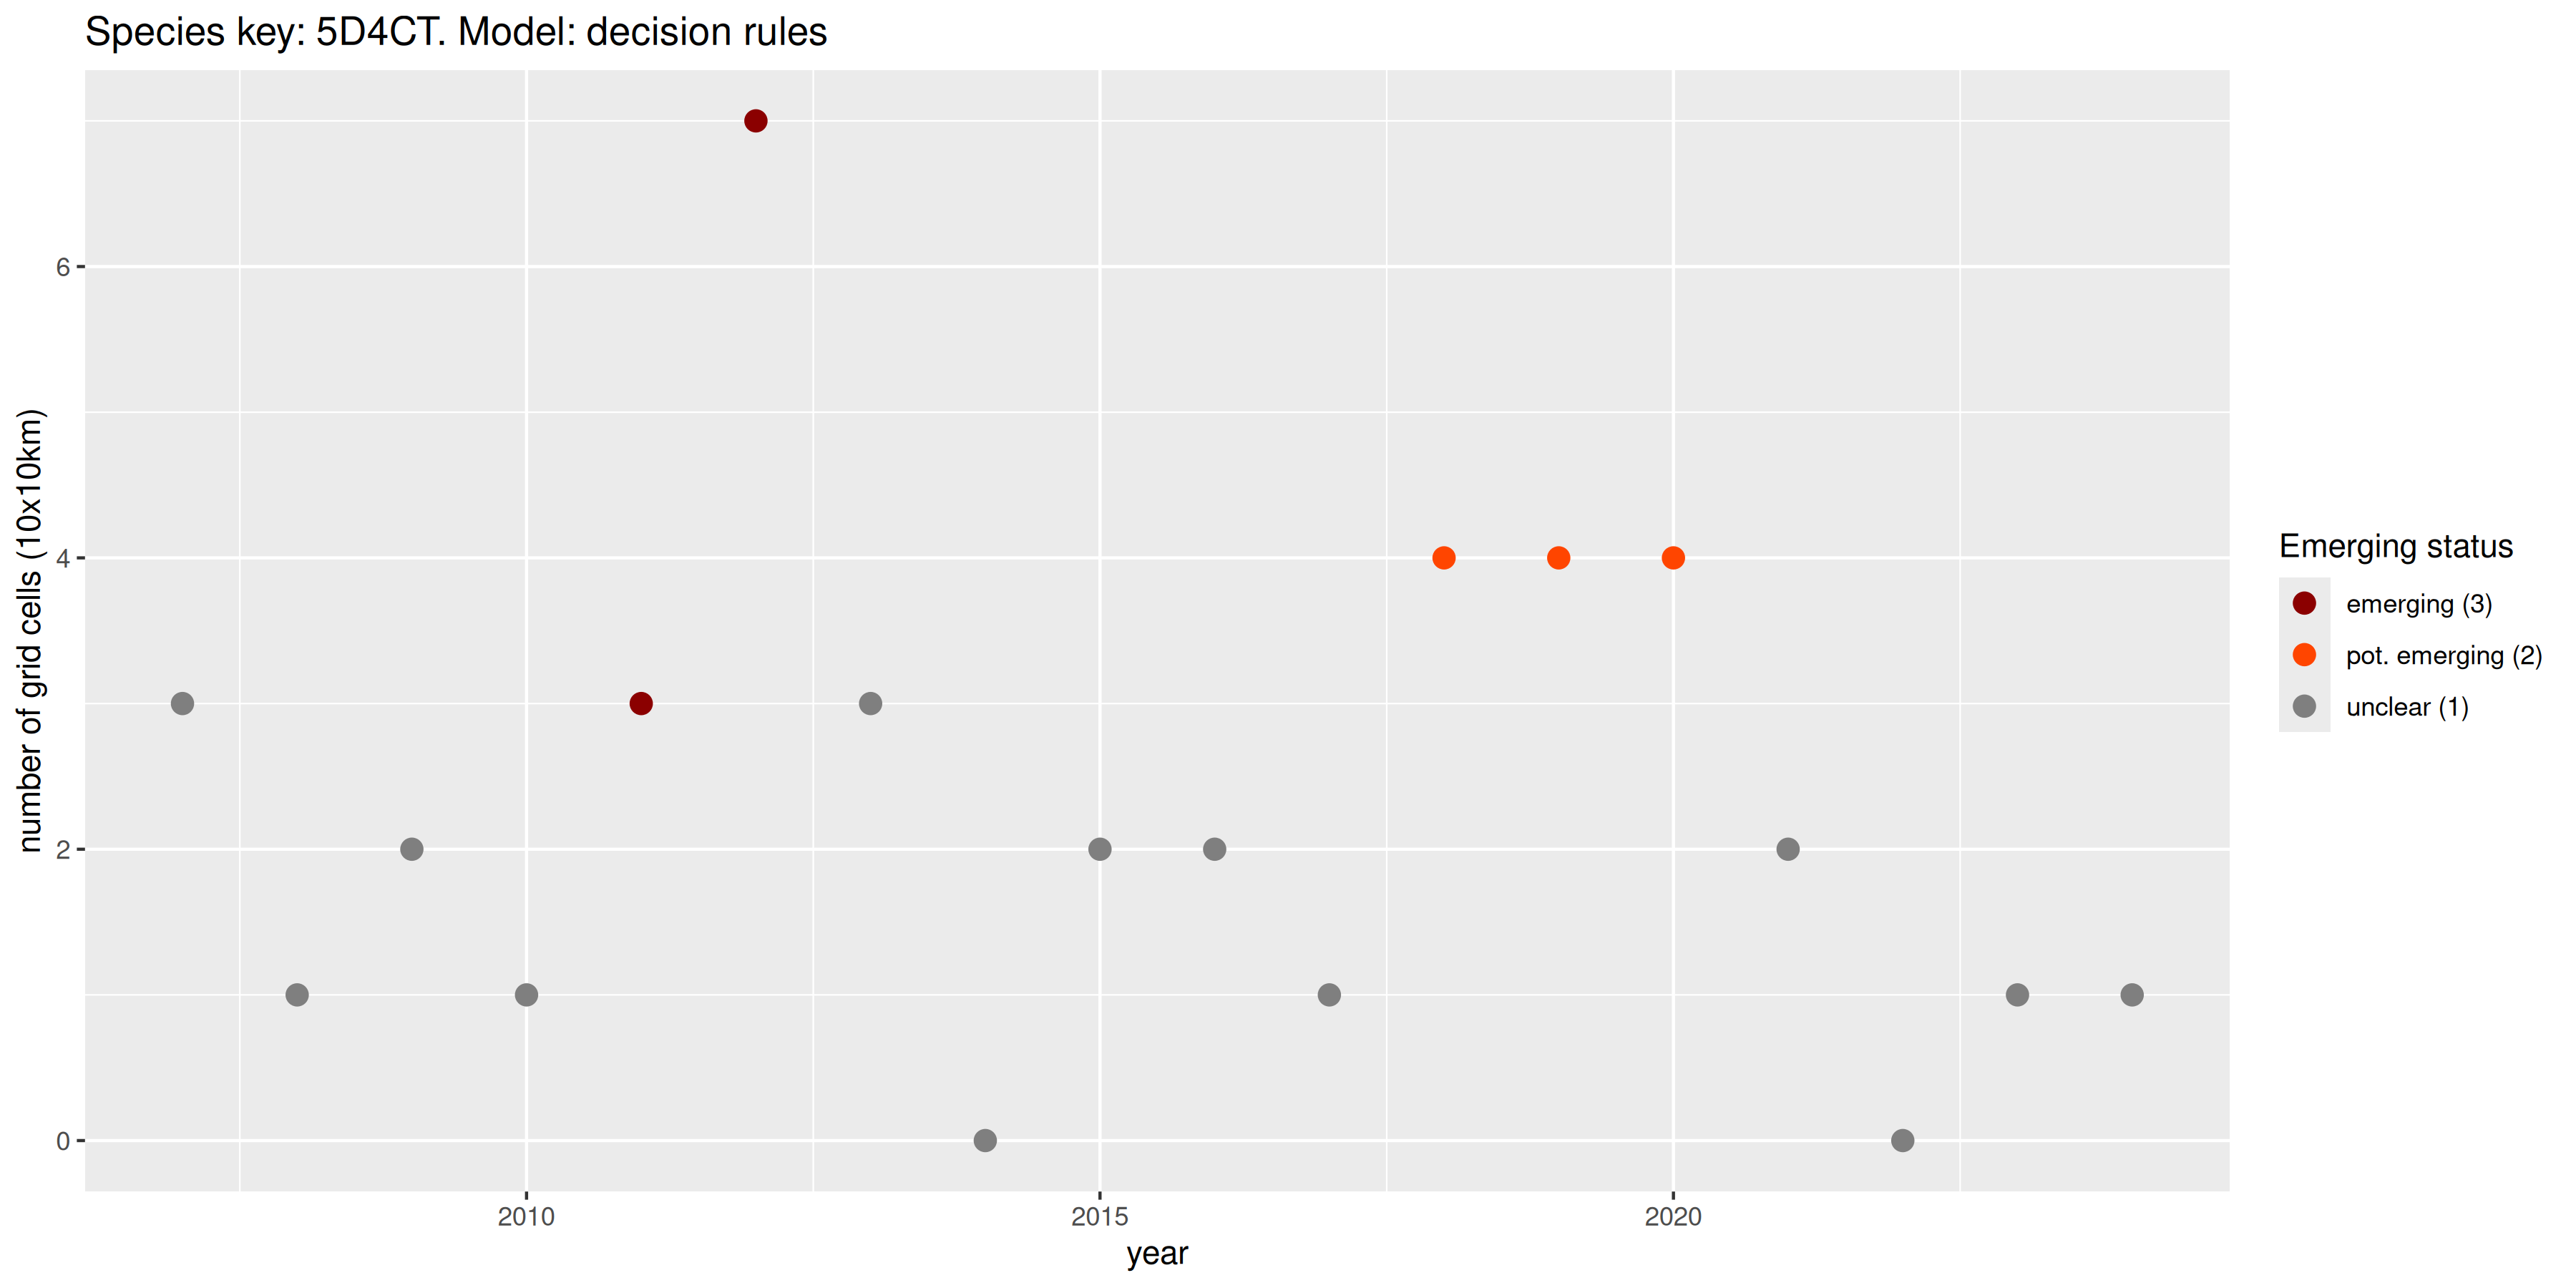 Species key: 5D4CT. Model: decision rules
number of grid cells (10x10km)
6
4
2
0
2010
2015
2020
year
Emerging status
emerging (3)
pot. emerging (2)
unclear (1)